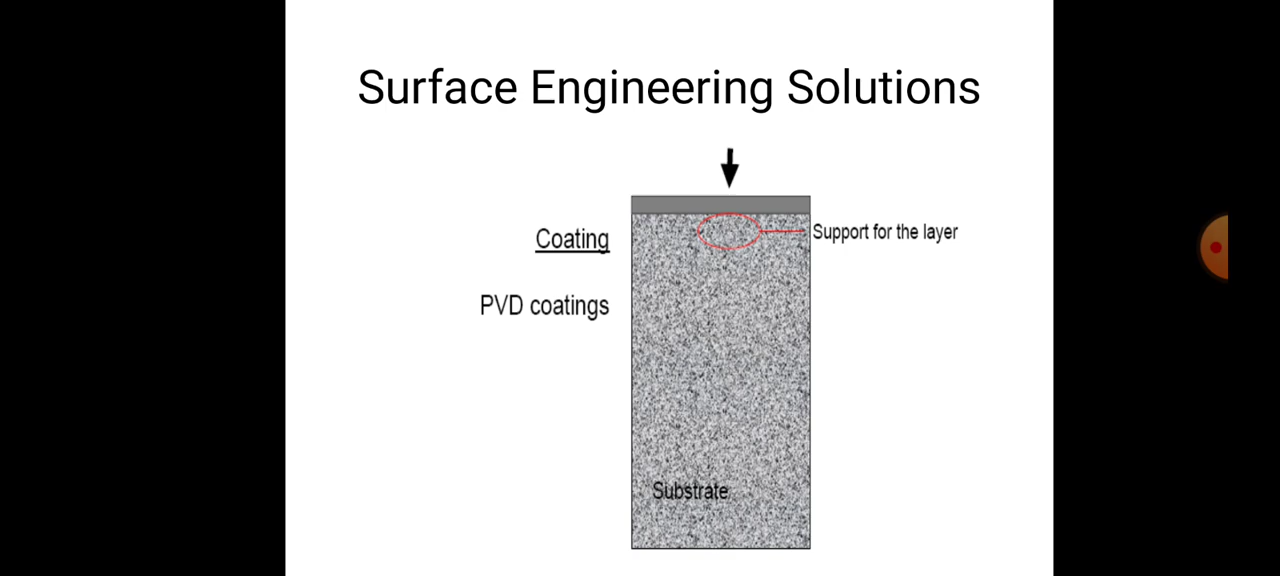 Surface Engineering Solutions
Coating
Support for the layer
PVD coatings
Substrate